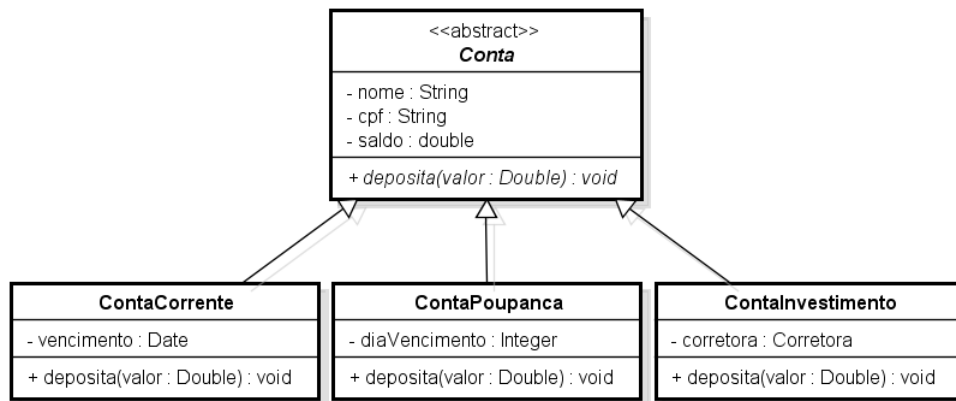 <<abstract>>
Conta
- nome : String
- cpf : String
- saldo : double
+ deposita(valor : Double) : void
ContaCorrente
- vencimento : Date
+ deposita(valor : Double) : void
ContaPoupanca
- diaVencimento : Integer
+ deposita(valor : Double) : void
ContaInvestimento
- corretora : Corretora
+ deposita(valor : Double) : void